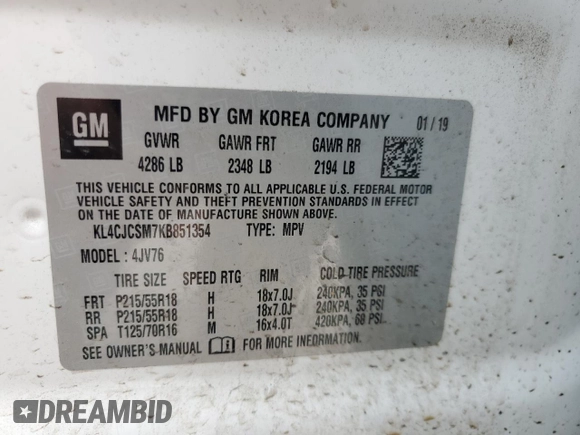 GM
MFD BY GM KOREA COMPANY 01/19
GVWR GAWR FRT GAWR RR
4286 LB 2348 LB 2194 LB
THIS VEHICLE CONFORMS TO ALL APPLICABLE U.S. FEDERAL MOTOR
VEHICLE SAFETY AND THEFT PREVENTION STANDARDS IN EFFECT ON
THE DATE OF MANUFACTURE SHOWN ABOVE.
KL4CJCSM7KB851354 TYPE: MPV
MODEL: 4JV76
TIRE SIZE SPEED RTG RIM COLD TIRE PRESSURE
FRT P215/55R18 H 18x7.0J 240KPA, 35 PSI
RR P215/55R18 H 18x7.0J 240KPA, 35 PSI
SPA T125/70R16 M 16x4.0T 420KPA, 60 PSI.
SEE OWNER'S-MANUAL FOR MORE INFOREMATION
DREAMBID